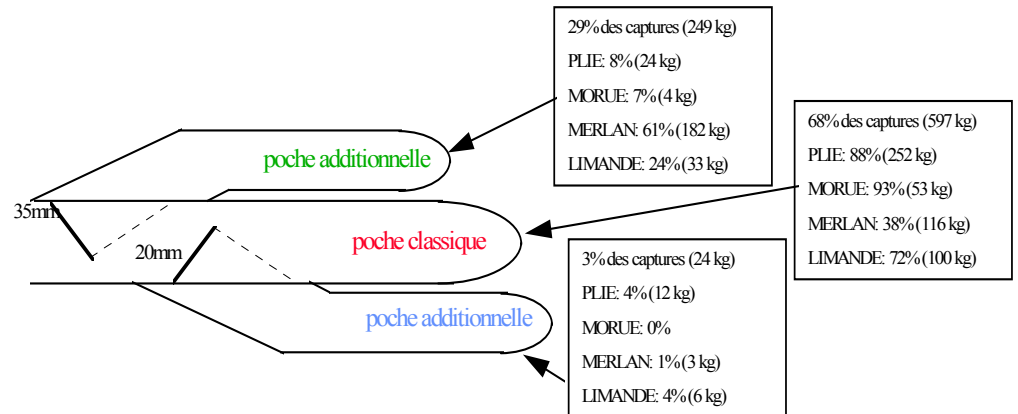 29% des captures (249 kg)
PLIE: 8% (24 kg)
MORUE: 7% (4 kg)
MERLAN: 61% (182 kg)
LIMANDE: 24% (33 kg)
68% des captures (597 kg)
PLIE: 88% (252 kg)
MORUE: 93% (53 kg)
MERLAN: 38% (116 kg)
LIMANDE: 72% (100 kg)
poche additionnelle
35mm
poche classique
20mm
3% des captures (24 kg)
PLIE: 4% (12 kg)
MORUE: 0%
MERLAN: 1% (3 kg)
LIMANDE: 4% (6 kg)
poche additionnelle